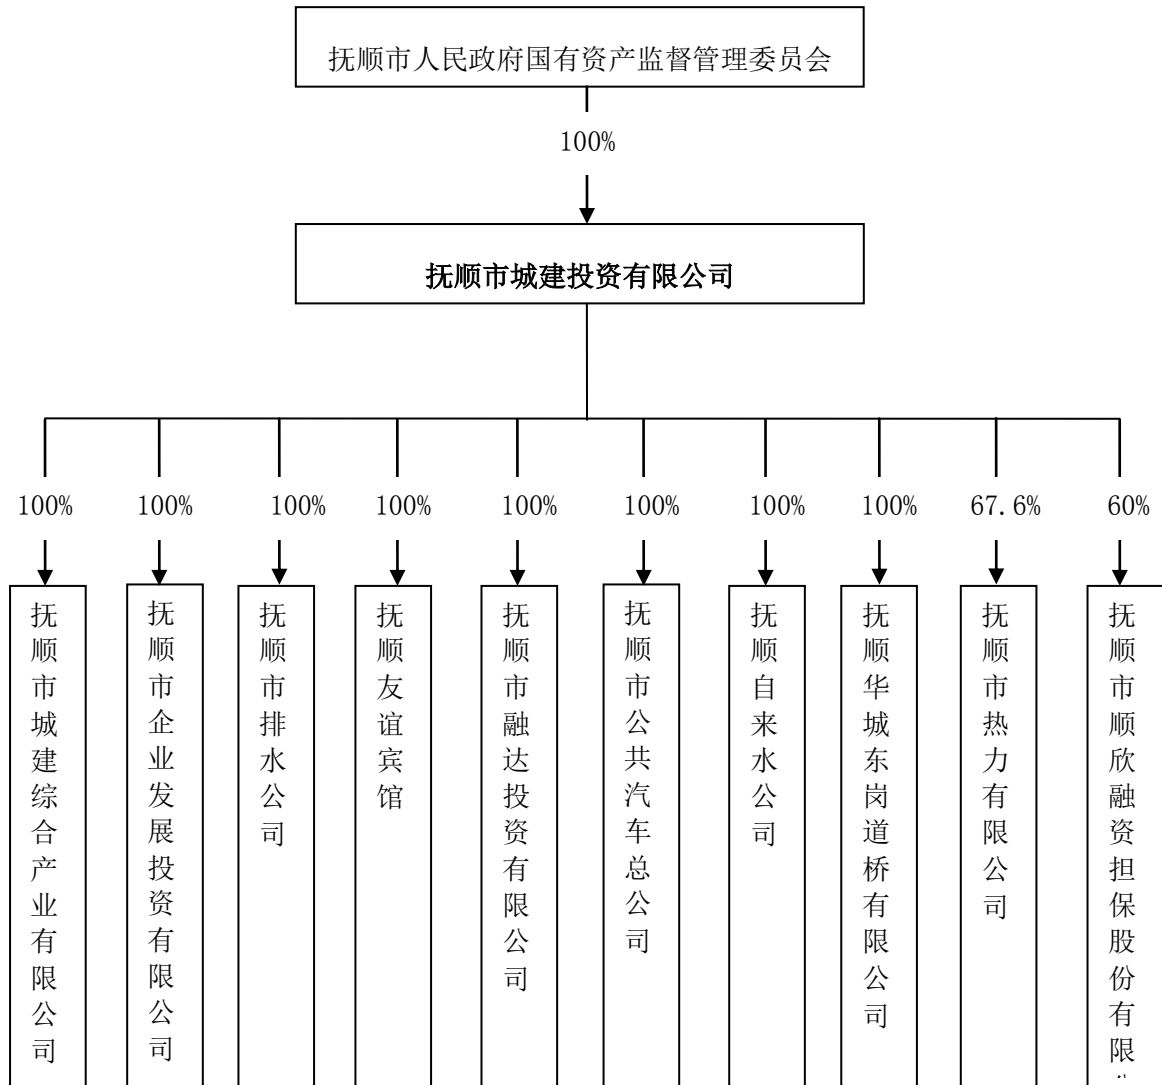 抚顺市人民政府国有资产监督管理委员会
100%
抚顺市城建投资有限公司
100%
100%
100%
100%
100%
100%
100%
100%
67.6%
60%
抚顺市城建综合产业有限公司
抚顺市企业发展投资有限公司
抚顺市排水公司
抚顺友谊宾馆
抚顺市融达投资有限公司
抚顺市公共汽车总公司
抚顺自来水公司
抚顺华城东岗道桥有限公司
抚顺市热力有限公司
抚顺市顺欣融资担保股份有限